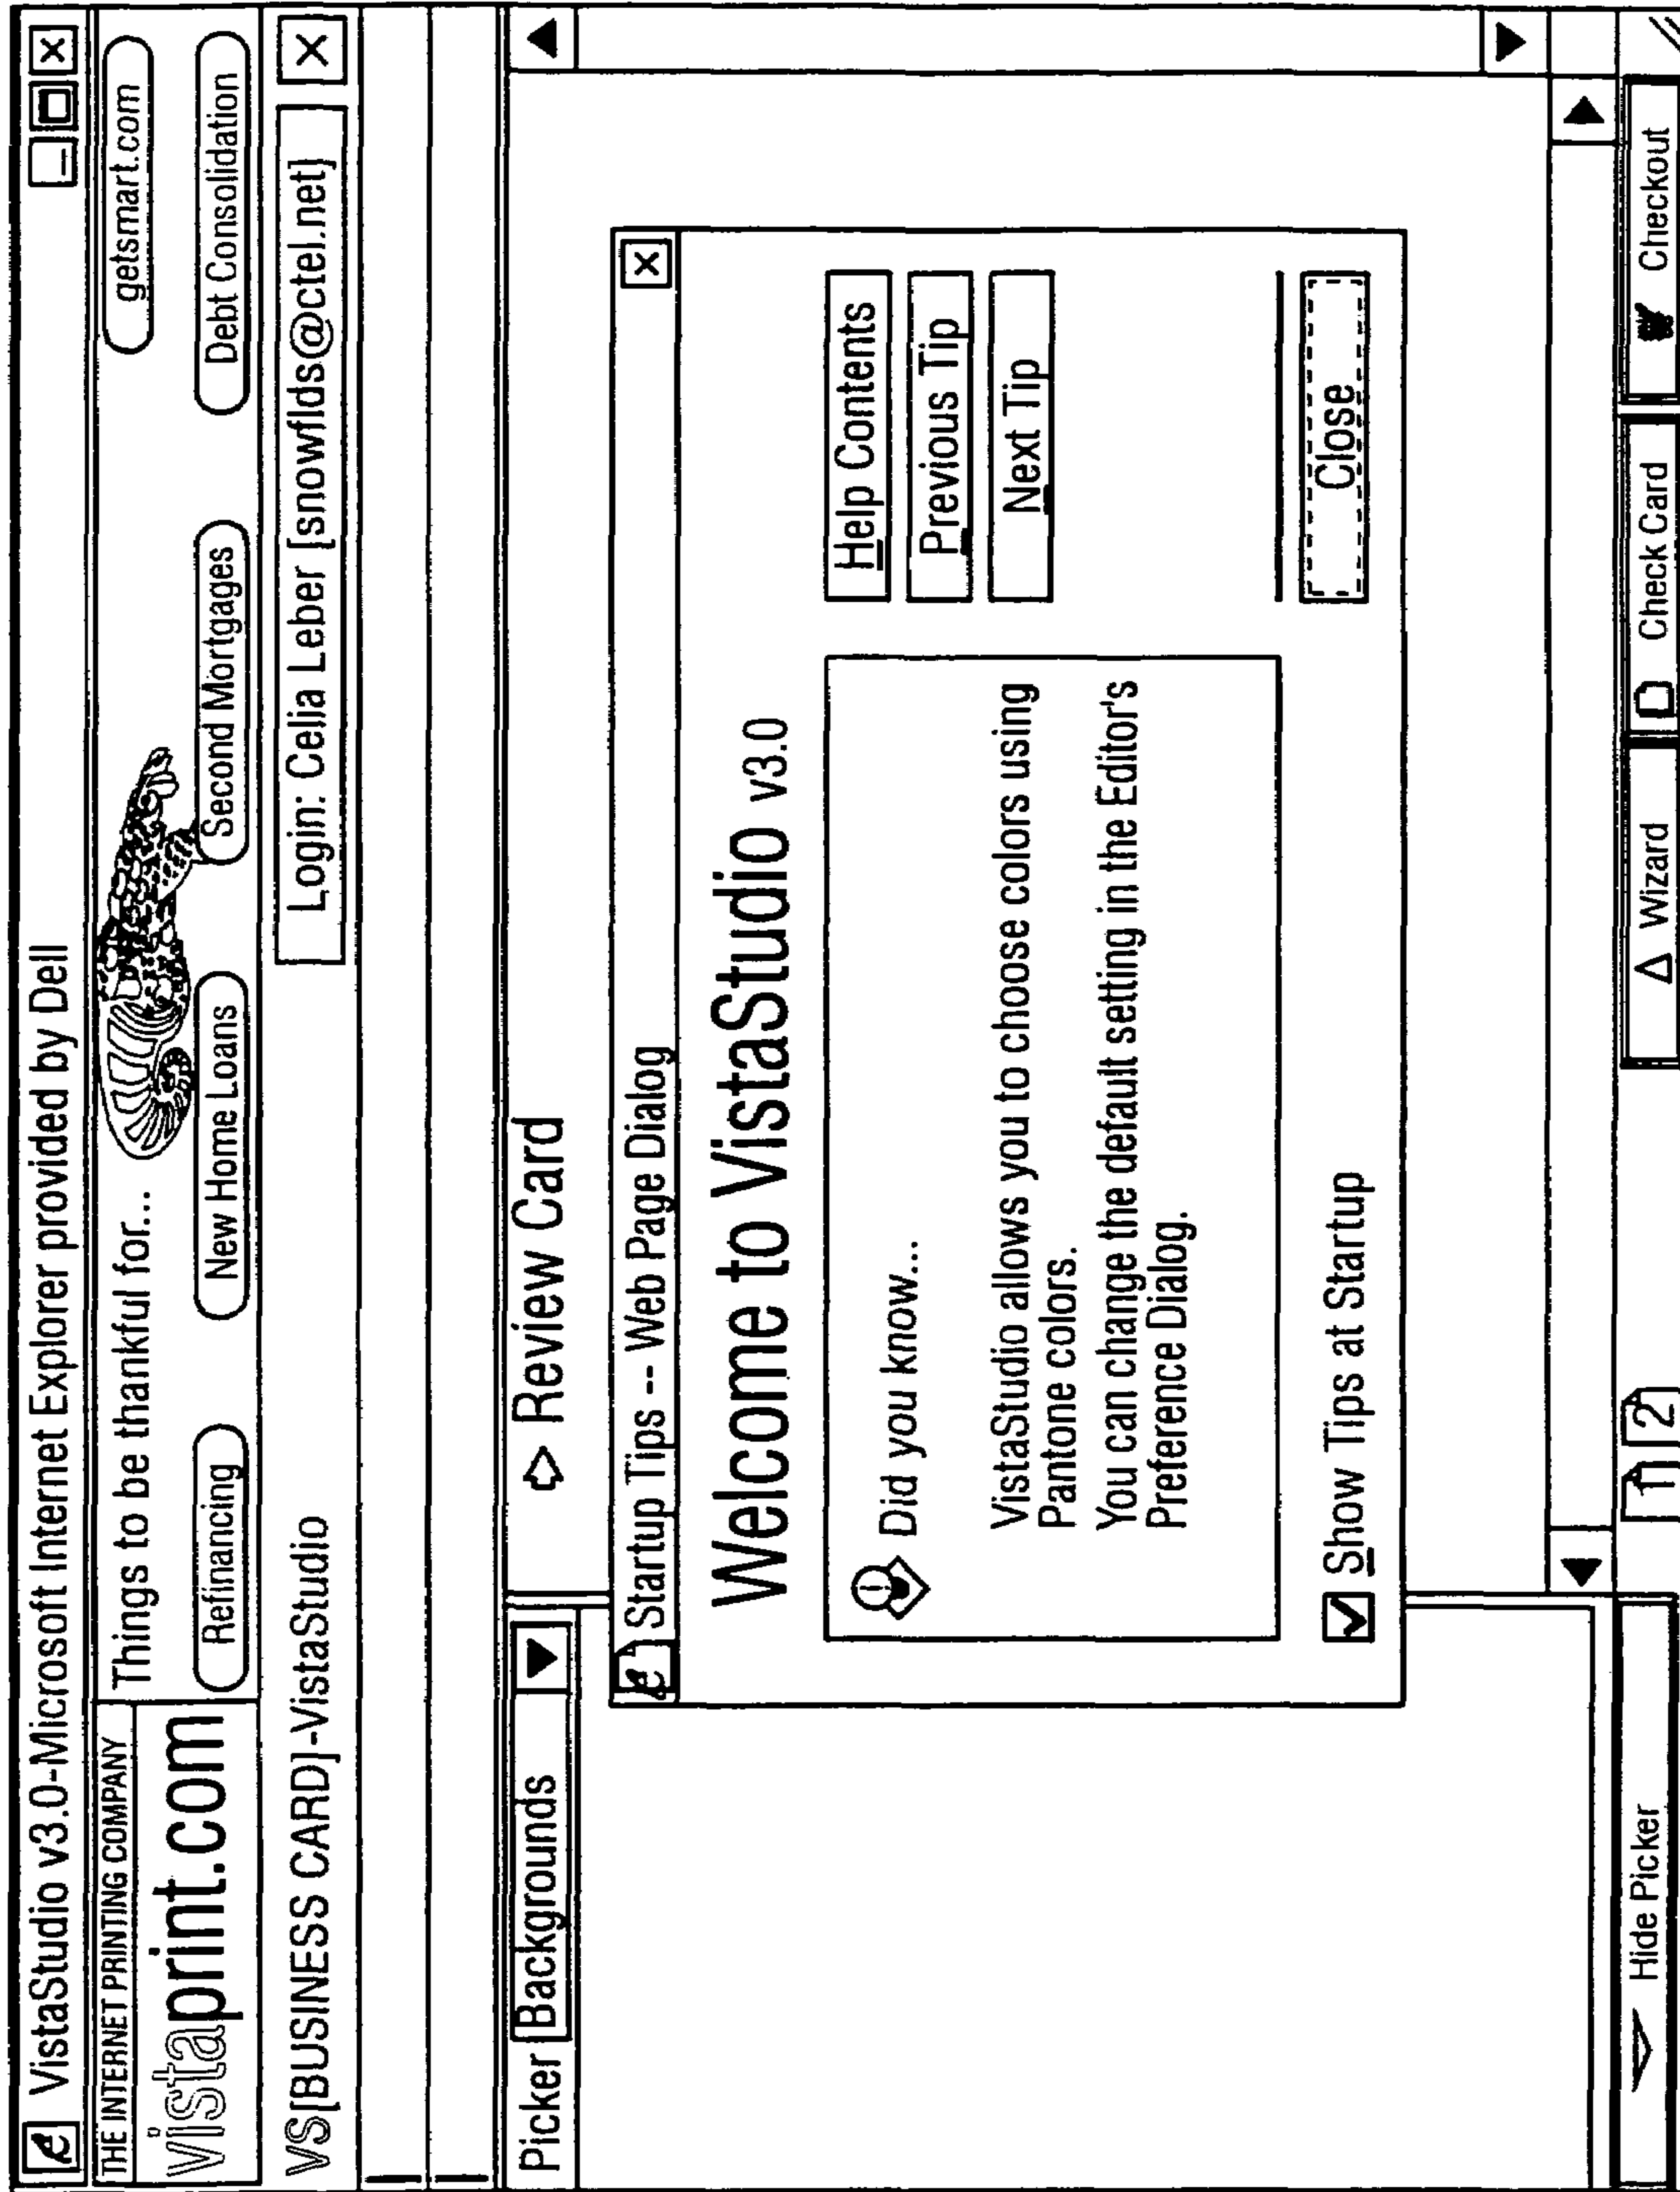 VistaStudio v3.0-Microsoft Internet Explorer provided by Dell
THE INTERNET PRINTING COMPANY
vistaprint.com
Things to be thankful for...
getsmart.com
Refinancing
New Home Loans
Second Mortgages
Debt Consolidation
VS[BUSINESS CARD]-VistaStudio
Login: Celia Leber [snowflds@ctel.net]
Picker
Backgrounds
Review Card
Startup Tips -- Web Page Dialog
Welcome to VistaStudio v3.0
Did you know...
VistaStudio allows you to choose colors using
Pantone colors.
You can change the default setting in the Editor's
Preference Dialog.
Help Contents
Previous Tip
Next Tip
Show Tips at Startup
Close
Hide Picker
1
2
Wizard
Check Card
Checkout